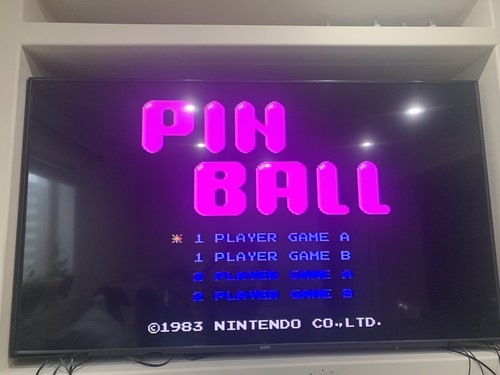 PIN
BALL
1 PLAYER GAME A
1 PLAYER GAME B
2 PLAYER GAME A
2 PLAYER GAME B
©1983 NINTENDO CO.,LTD.